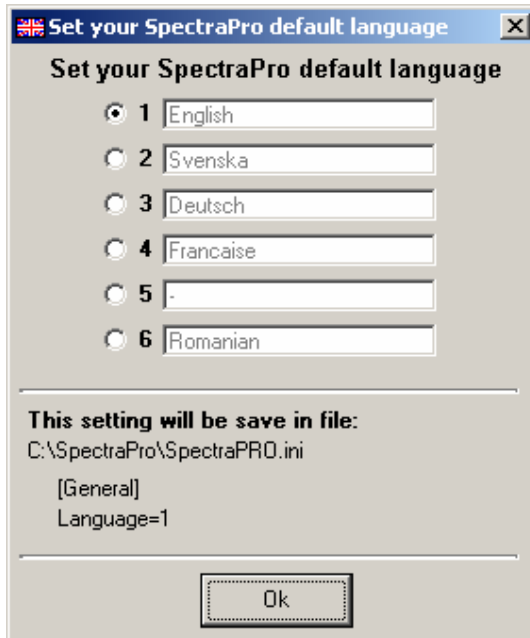 Set your SpectraPro default language
Set your SpectraPro default language
1 English
2 Svenska
3 Deutsch
4 Francaise
5 -
6 Romanian
This setting will be save in file:
C:\SpectraPro\SpectraPRO.ini
[General]
Language=1
Ok